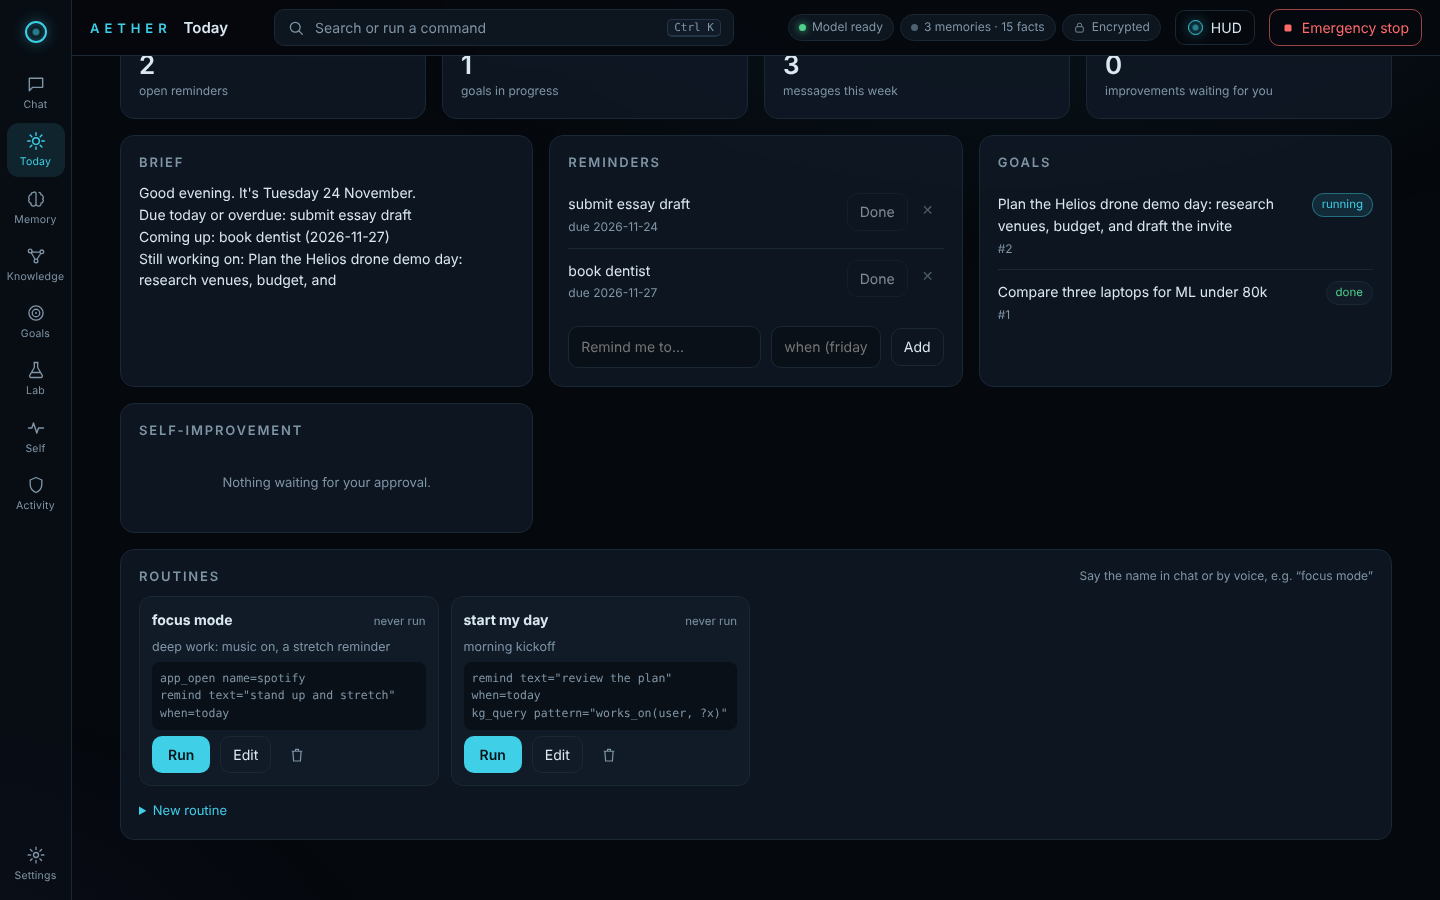 AETHER Today
Search or run a command Ctrl K
Model ready
3 memories · 15 facts
Encrypted
HUD
Emergency stop
Chat
Today
Memory
Knowledge
Goals
Lab
Self
Activity
Settings
2
open reminders
1
goals in progress
3
messages this week
0
improvements waiting for you
BRIEF
Good evening. It's Tuesday 24 November.
Due today or overdue: submit essay draft
Coming up: book dentist (2026-11-27)
Still working on: Plan the Helios drone demo day:
research venues, budget, and
REMINDERS
submit essay draft
due 2026-11-24
Done ×
book dentist
due 2026-11-27
Done ×
Remind me to... when (friday Add
GOALS
Plan the Helios drone demo day: research
venues, budget, and draft the invite
running
#2
Compare three laptops for ML under 80k
done
#1
SELF-IMPROVEMENT
Nothing waiting for your approval.
ROUTINES
Say the name in chat or by voice, e.g. “focus mode”
focus mode never run
deep work: music on, a stretch reminder
app_open name=spotify
remind text="stand up and stretch"
when=today
Run Edit
start my day never run
morning kickoff
remind text="review the plan"
when=today
kg_query pattern="works_on(user, ?x)"
Run Edit
New routine